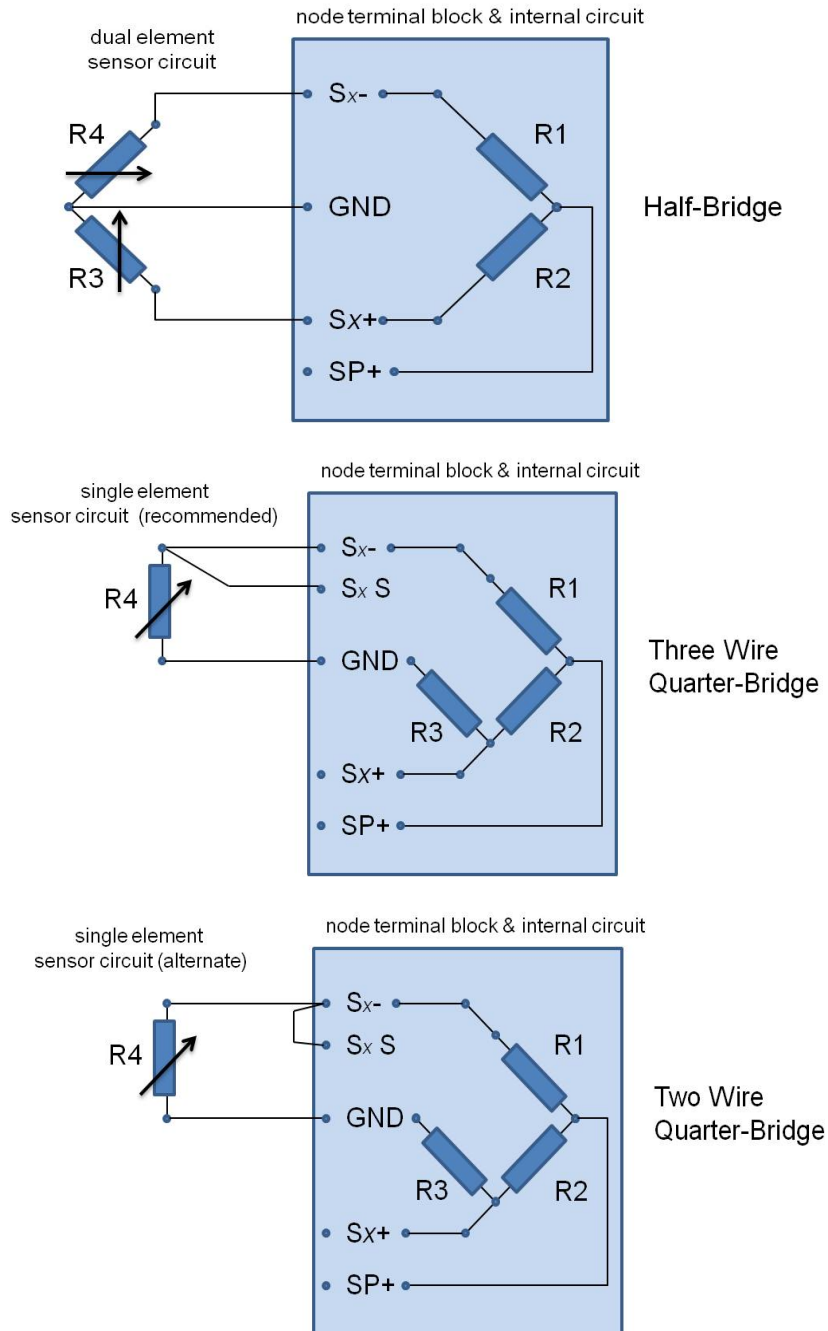 node terminal block & internal circuit
dual element
sensor circuit
Sx-
R4
R1
GND
Half-Bridge
R3
R2
Sx+
SP+
node terminal block & internal circuit
single element
sensor circuit (recommended)
Sx-
Sx S
R4
R1
GND
Three Wire
Quarter-Bridge
R3
R2
Sx+
SP+
node terminal block & internal circuit
single element
sensor circuit (alternate)
Sx-
Sx S
R4
R1
GND
Two Wire
Quarter-Bridge
R3
R2
Sx+
SP+